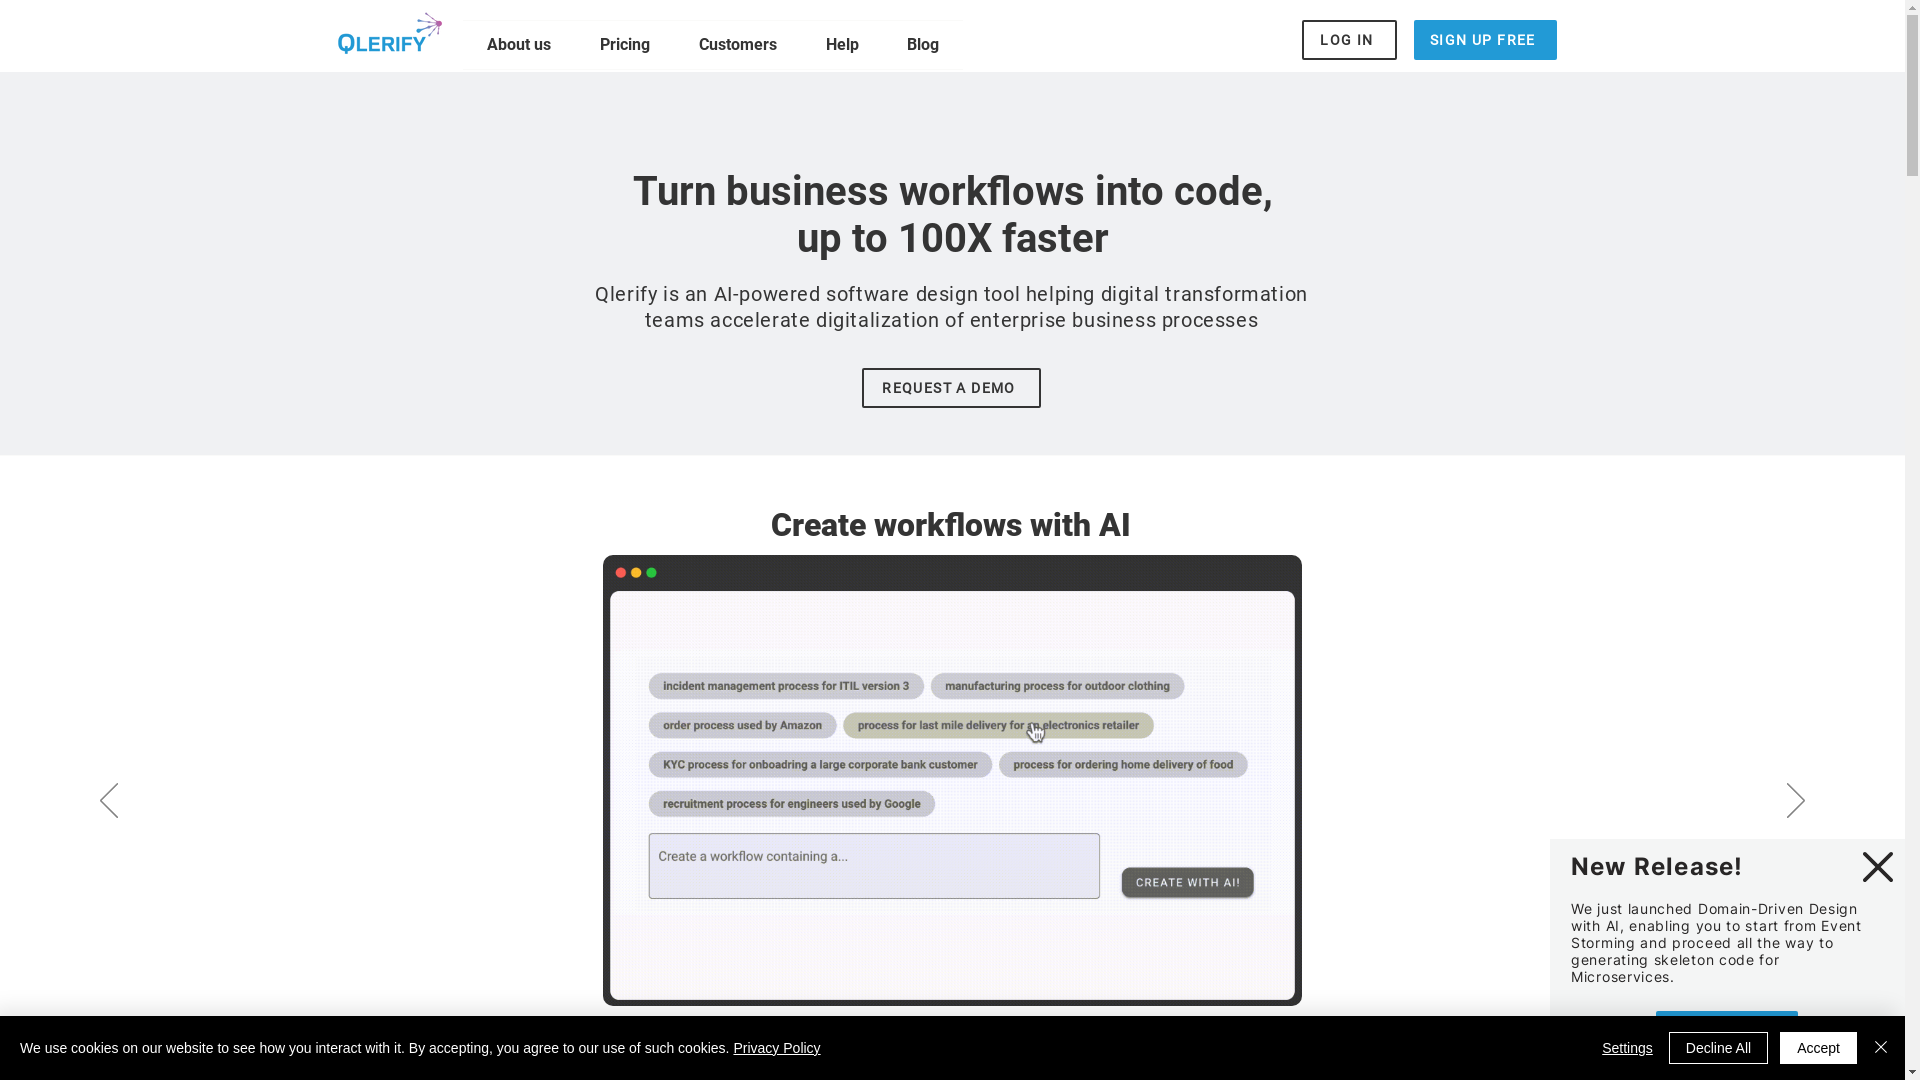 QLERIFY
About us
Pricing
Customers
Help
Blog
LOG IN
SIGN UP FREE
Turn business workflows into code,
up to 100X faster
Qlerify is an AI-powered software design tool helping digital transformation
teams accelerate digitalization of enterprise business processes
REQUEST A DEMO
Create workflows with AI
incident management process for ITIL version 3
manufacturing process for outdoor clothing
order process used by Amazon
process for last mile delivery for an electronics retailer
KYC process for onboadring a large corporate bank customer
process for ordering home delivery of food
recruitment process for engineers used by Google
Create a workflow containing a...
CREATE WITH AI!
New Release!
We just launched Domain-Driven Design
with AI, enabling you to start from Event
Storming and proceed all the way to
generating skeleton code for
Microservices.
We use cookies on our website to see how you interact with it. By accepting, you agree to our use of such cookies. Privacy Policy
Settings
Decline All
Accept